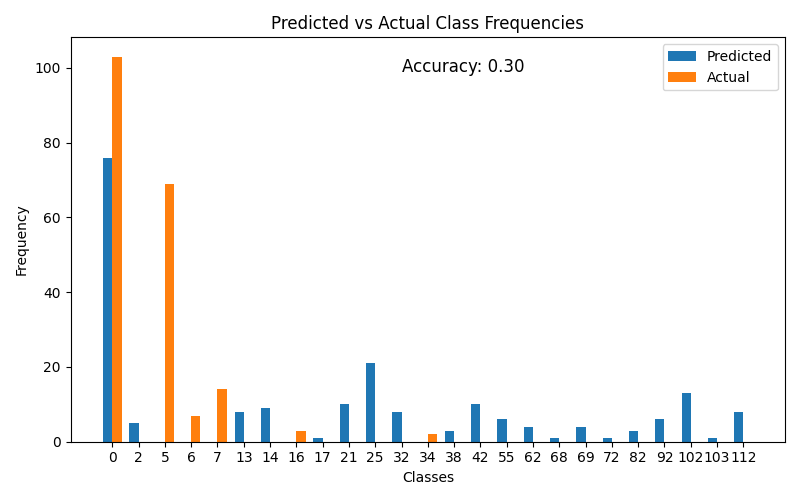 Predicted vs Actual Class Frequencies
Accuracy: 0.30
Predicted
Actual
Frequency
100
80
60
40
20
0
0 2 5 6 7 13 14 16 17 21 25 32 34 38 42 55 62 68 69 72 82 92 102 103 112
Classes